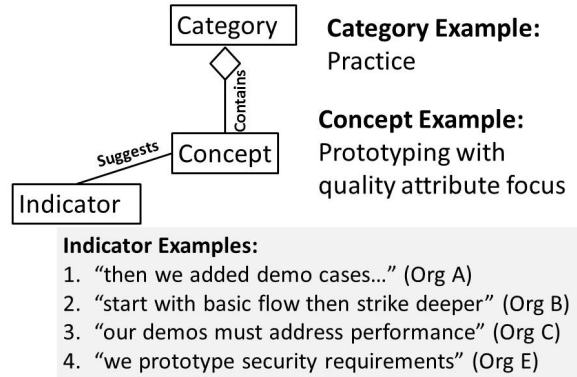 Category
Contains
Suggests
Concept
Indicator
Category Example:
Practice
Concept Example:
Prototyping with
quality attribute focus
Indicator Examples:
1. “then we added demo cases...” (Org A)
2. “start with basic flow then strike deeper” (Org B)
3. “our demos must address performance” (Org C)
4. “we prototype security requirements” (Org E)